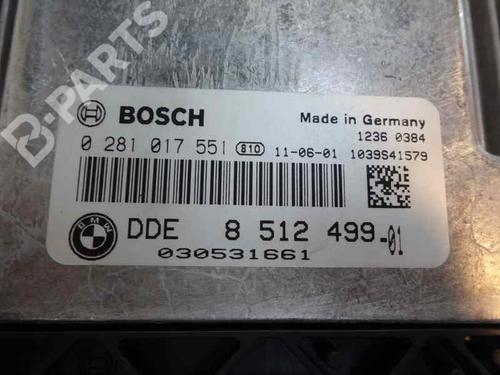 B-PARTS
BOSCH
Made in Germany
1236 0384
0 281 017 551 810 11-06-01 1039S41579
BMW
DDE 8 512 499-01
030531661